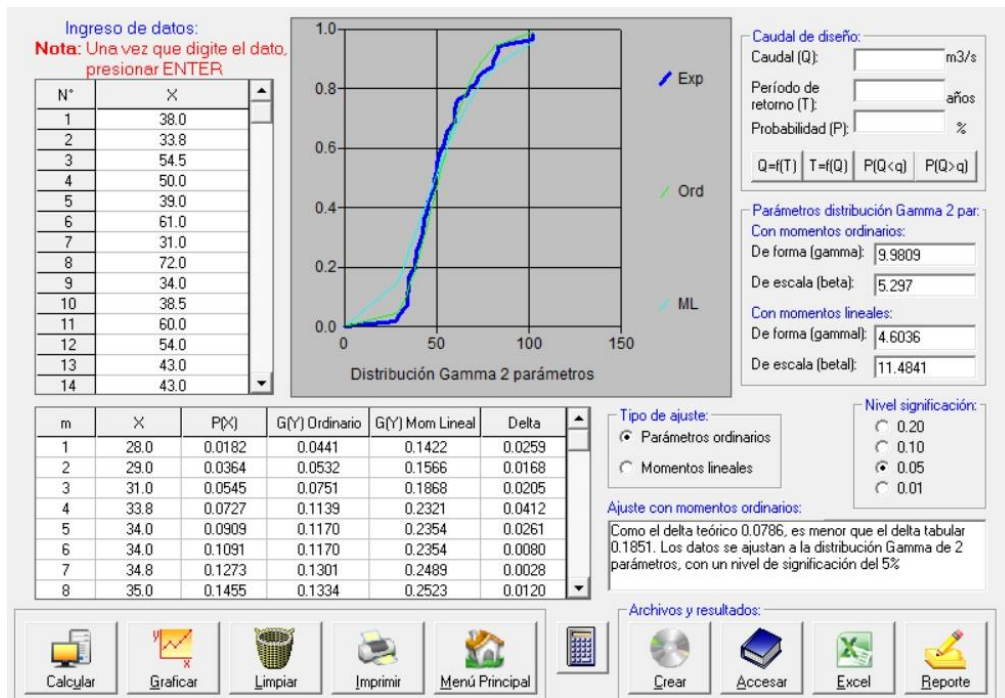 Ingreso de datos:
Nota: Una vez que digite el dato,
presionar ENTER
N° X
1 38.0
2 33.8
3 54.5
4 50.0
5 39.0
6 61.0
7 31.0
8 72.0
9 34.0
10 38.5
11 60.0
12 54.0
13 43.0
14 43.0
1.0
0.8
0.6
0.4
0.2
0.0
0 50 100 150
Distribución Gamma 2 parámetros
Exp
Ord
ML
Caudal de diseño:
Caudal (Q): m3/s
Período de
retorno (T): años
Probabilidad (P): %
Q=f(T) T=f(Q) P(Q<q) P(Q>q)
Parámetros distribución Gamma 2 par:
Con momentos ordinarios:
De forma (gamma): 9.9809
De escala (beta): 5.297
Con momentos lineales:
De forma (gammal): 4.6036
De escala (betal): 11.4841
m X P(X) G(Y) Ordinario G(Y) Mom Lineal Delta
1 28.0 0.0182 0.0441 0.1422 0.0259
2 29.0 0.0364 0.0532 0.1566 0.0168
3 31.0 0.0545 0.0751 0.1868 0.0205
4 33.8 0.0727 0.1139 0.2321 0.0412
5 34.0 0.0909 0.1170 0.2354 0.0261
6 34.0 0.1091 0.1170 0.2354 0.0080
7 34.8 0.1273 0.1301 0.2489 0.0028
8 35.0 0.1455 0.1334 0.2523 0.0120
Tipo de ajuste:
Parámetros ordinarios
Momentos lineales
Nivel significación:
0.20
0.10
0.05
0.01
Ajuste con momentos ordinarios:
Como el delta teórico 0.0786, es menor que el delta tabular
0.1851. Los datos se ajustan a la distribución Gamma de 2
parámetros, con un nivel de significación del 5%
Calcular Graficar Limpiar Imprimir Menú Principal
Archivos y resultados:
Crear Accesar Excel Reporte